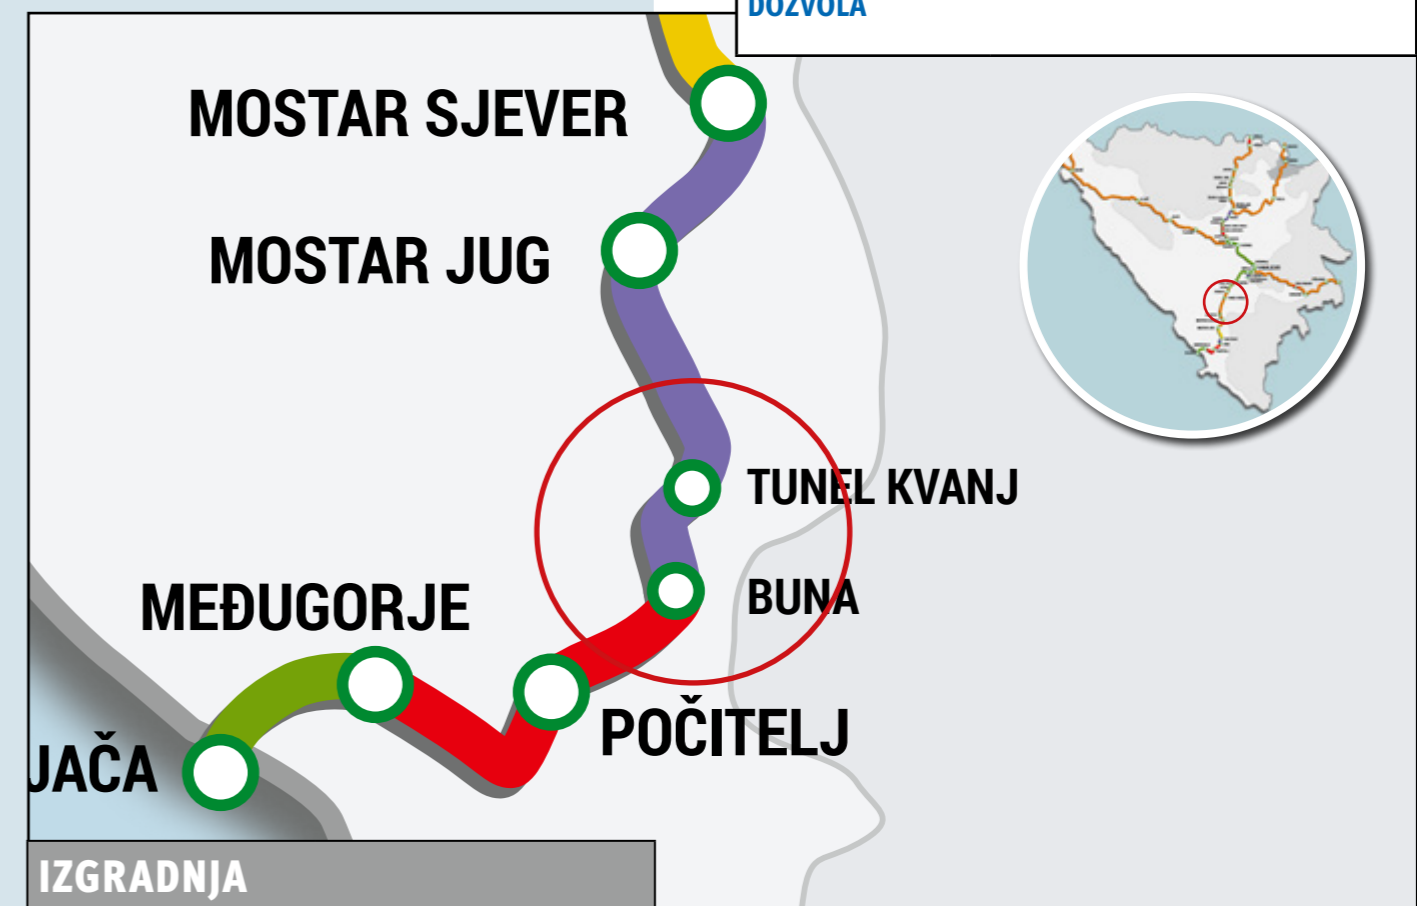 DOZVOLA
MOSTAR SJEVER
MOSTAR JUG
TUNEL KVANJ
BUNA
MEĐUGORJE
POČITELJ
JAČA
IZGRADNJA